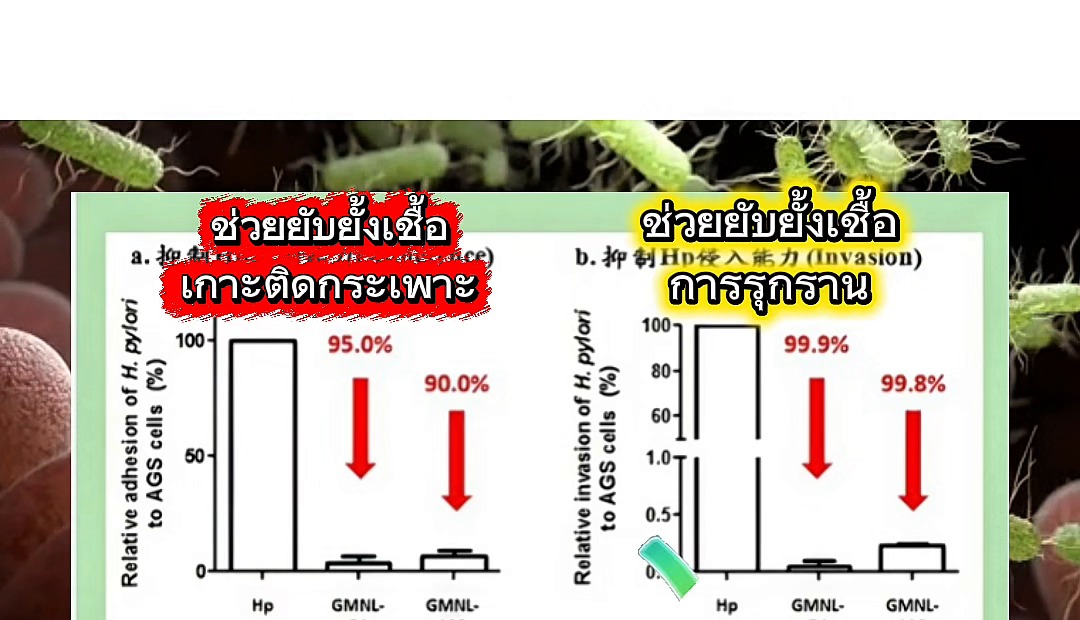 ช่วยยับยั้งเชื้อ
เกาะติดกระเพาะ
a. 抑制
Relative adhesion of H. pylori
to AGS cells (%)
100
50
0
95.0%
90.0%
Hp
GMNL-
GMNL-
ช่วยยับยั้งเชื้อ
การรุกราน
b. 抑制Hp侵入能力(Invasion)
Relative invasion of H. pylori
to AGS cells (%)
100
80
60
1.0
0.5
99.9%
99.8%
Hp
GMNL-
GMNL-